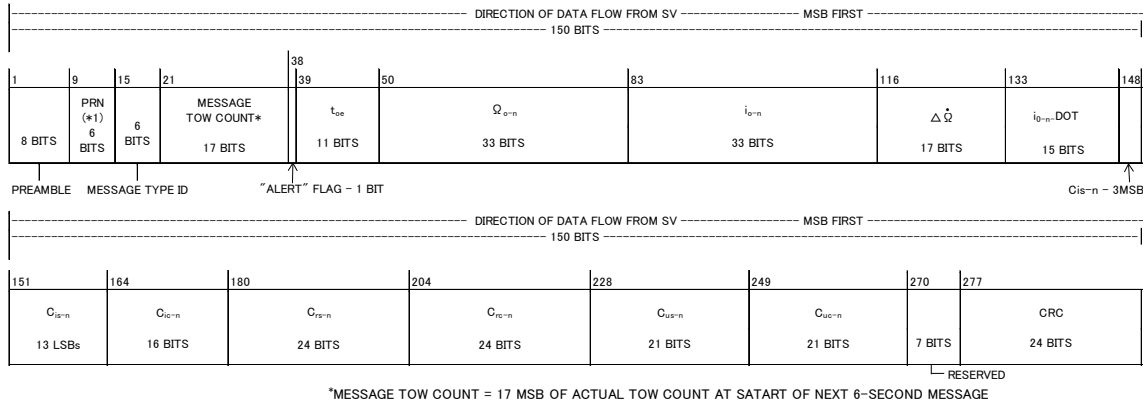 DIRECTION OF DATA FLOW FROM SV MSB FIRST
150 BITS
38
1 9 15 21 39 50 83 116 133 148
PRN (*1) 6 BITS
MESSAGE TOW COUNT*
8 BITS
6 BITS
17 BITS
tₒₑ
11 BITS
Ωₒ₋ₙ
33 BITS
iₒ₋ₙ
33 BITS
ΔΩ̇
17 BITS
i₀₋ₙ-DOT
15 BITS
PREAMBLE MESSAGE TYPE ID "ALERT" FLAG - 1 BIT Cis-n - 3MSB
DIRECTION OF DATA FLOW FROM SV MSB FIRST
150 BITS
151 164 180 204 228 249 270 277
Cis-n Cic-n Crs-n Crc-n Cus-n Cuc-n CRC
13 LSBs 16 BITS 24 BITS 24 BITS 21 BITS 21 BITS 7 BITS 24 BITS
RESERVED
*MESSAGE TOW COUNT = 17 MSB OF ACTUAL TOW COUNT AT SATART OF NEXT 6-SECOND MESSAGE